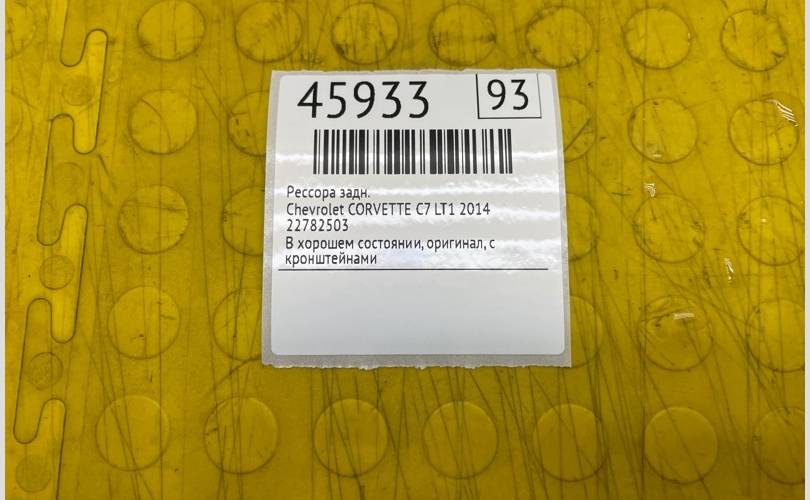 45933 93
Рессора задн.
Chevrolet CORVETTE C7 LT1 2014
22782503
В хорошем состоянии, оригинал, с
кронштейнами